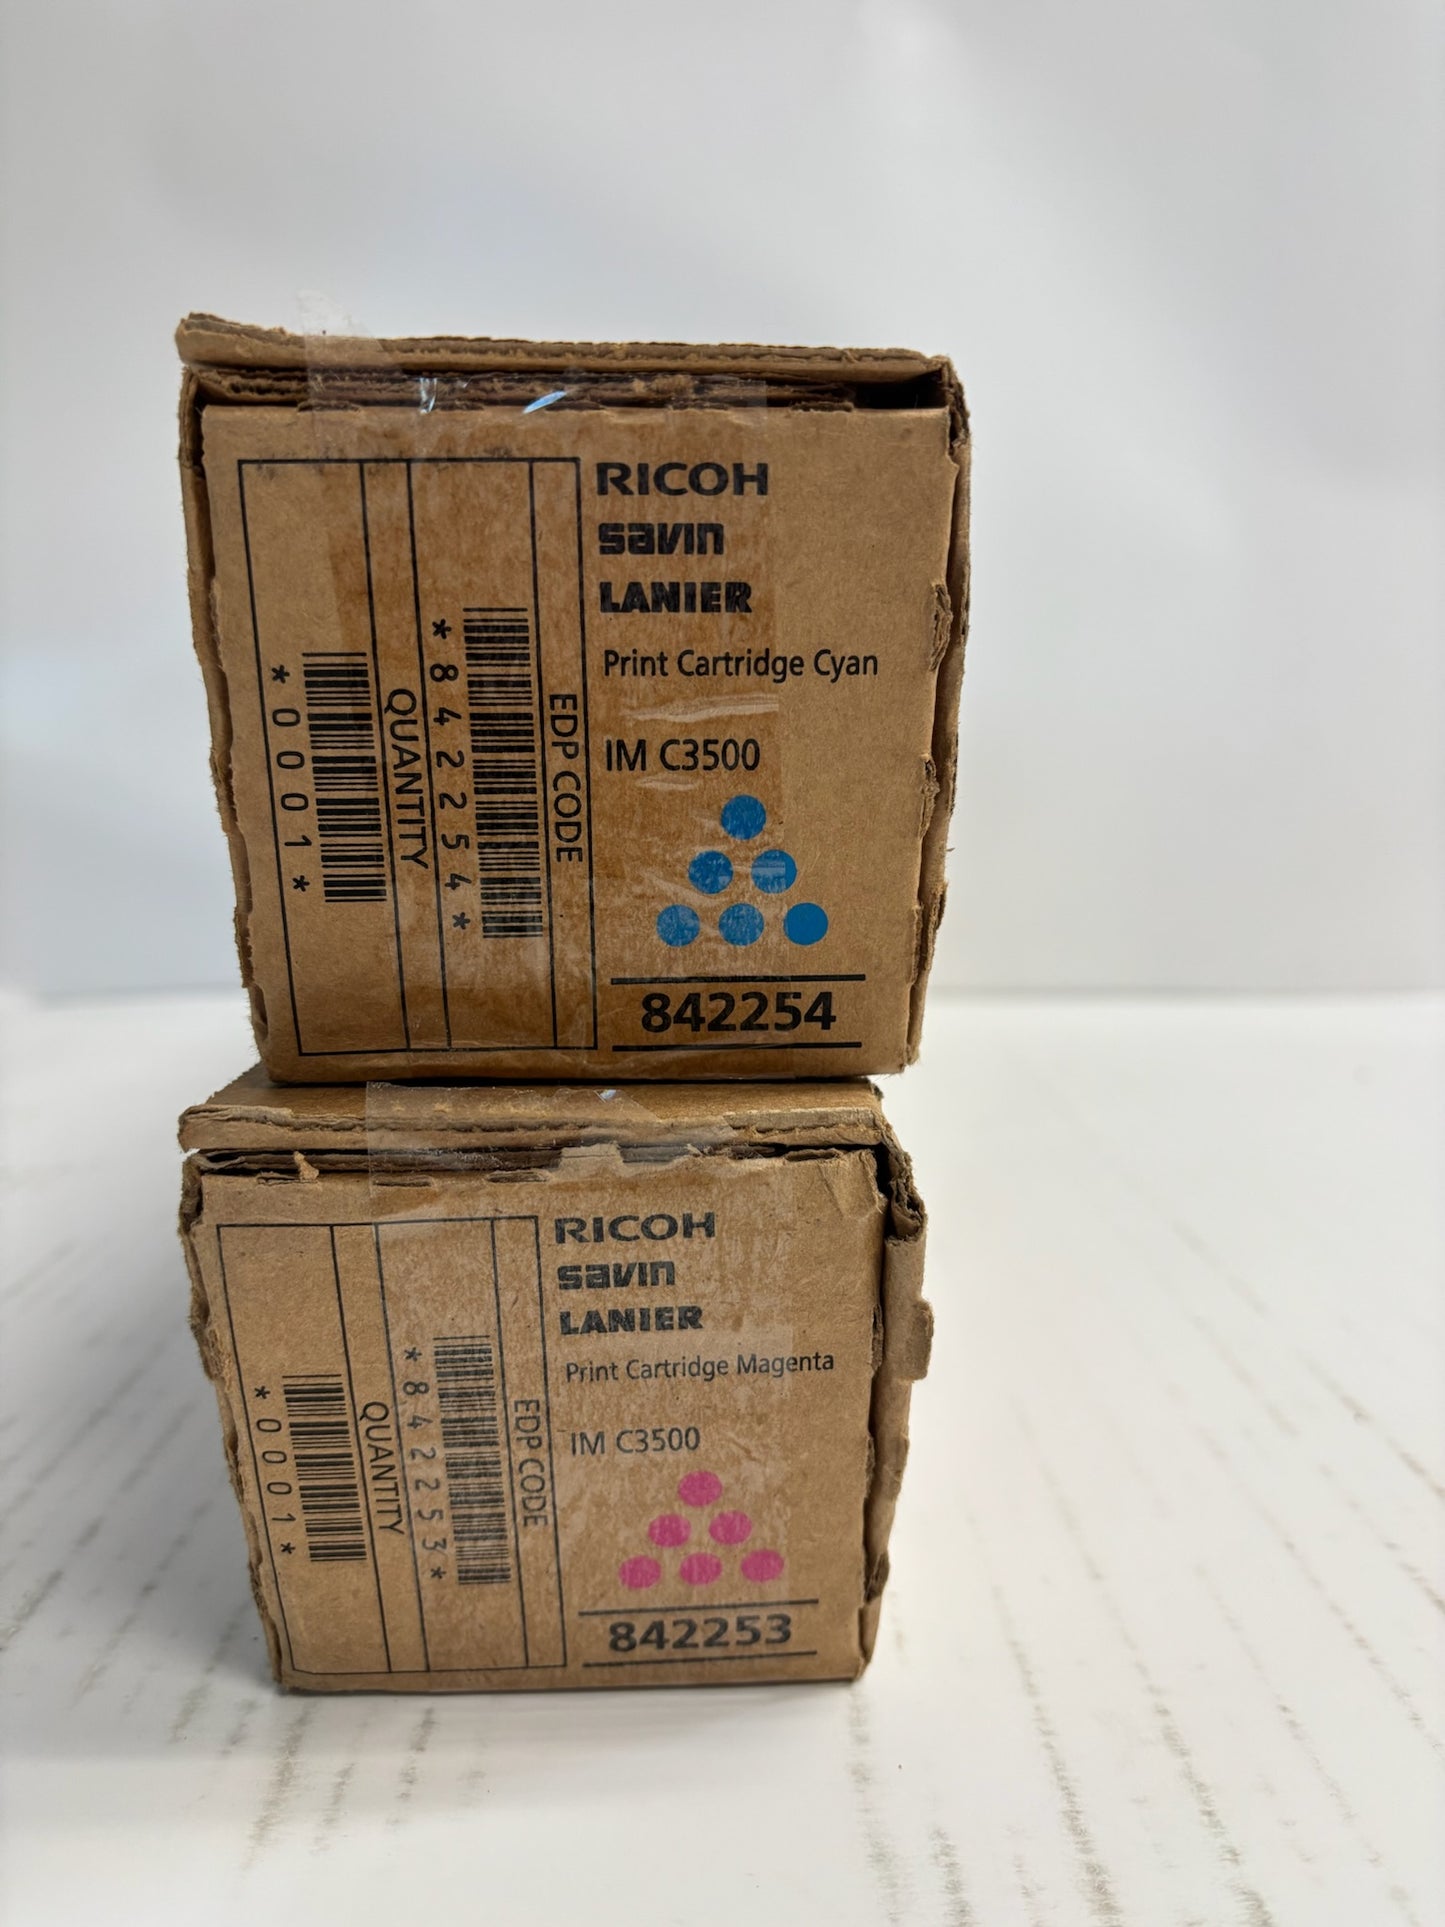 RICOH
savin
LANIER
Print Cartridge Cyan
IM C3500
842254
EDP CODE
*842254*
QUANTITY
*0001*
RICOH
savin
LANIER
Print Cartridge Magenta
IM C3500
842253
EDP CODE
*842253*
QUANTITY
*0001*